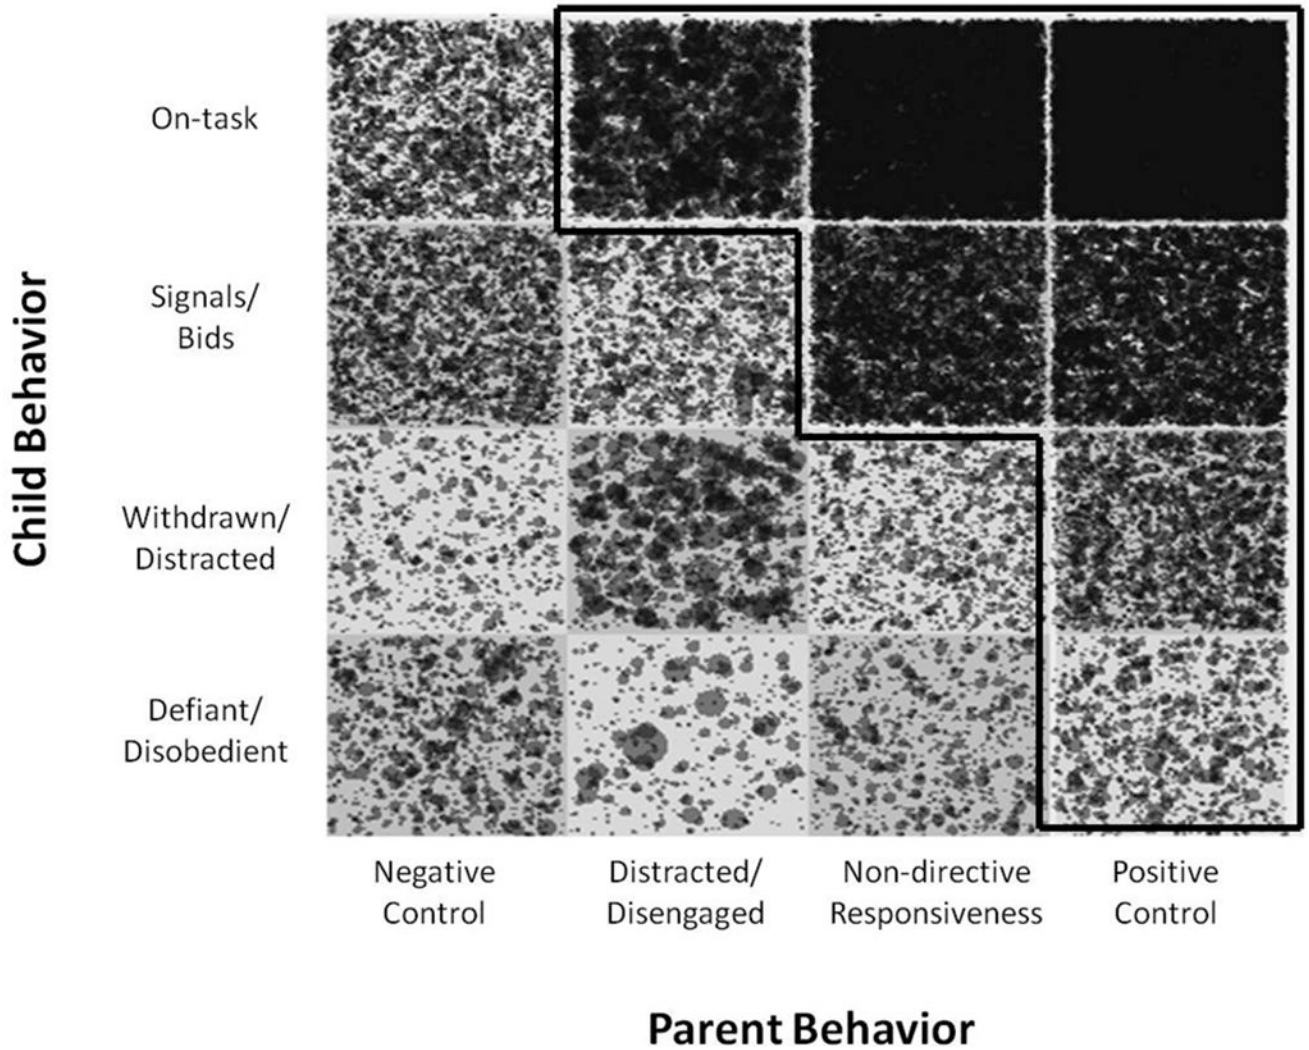 Child Behavior
On-task
Signals/
Bids
Withdrawn/
Distracted
Defiant/
Disobedient
Negative
Control
Distracted/
Disengaged
Non-directive
Responsiveness
Positive
Control
Parent Behavior